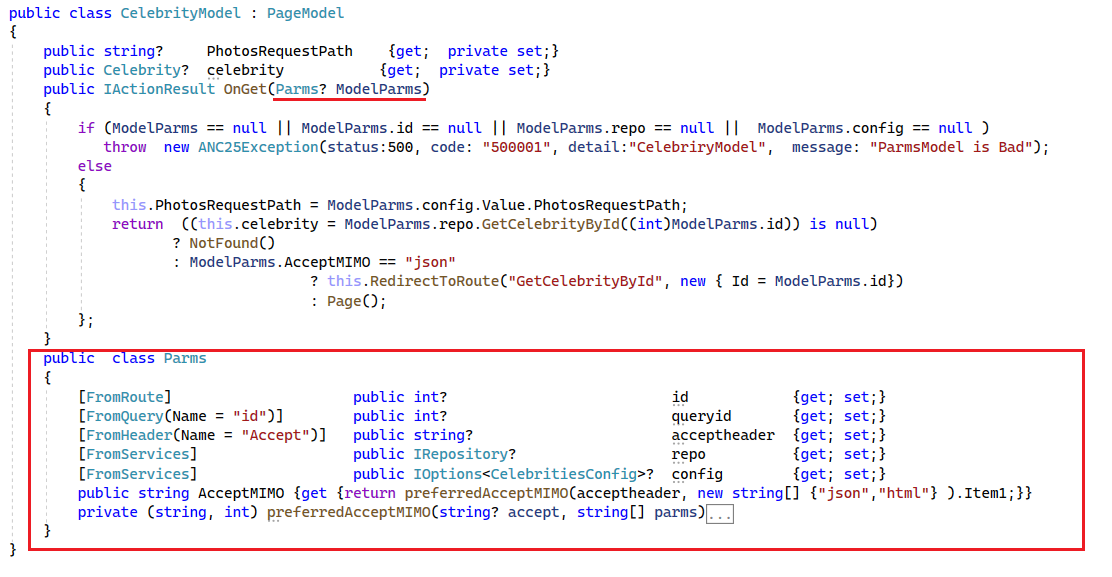 public class CelebrityModel : PageModel
{
    public string?     PhotosRequestPath    {get;  private set;}
    public Celebrity?  celebrity           {get;  private set;}
    public IActionResult OnGet(Parms? ModelParms)
    {
        if (ModelParms == null || ModelParms.id == null || ModelParms.repo == null ||  ModelParms.config == null )
           throw  new ANC25Exception(status:500, code: "500001", detail:"CelebriryModel",  message: "ParmsModel is Bad");
        else
        {
            this.PhotosRequestPath = ModelParms.config.Value.PhotosRequestPath;
            return  ((this.celebrity = ModelParms.repo.GetCelebrityById((int)ModelParms.id)) is null)
                   ? NotFound()
                   : ModelParms.AcceptMIMO == "json"
                                   ? this.RedirectToRoute("GetCelebrityById", new { Id = ModelParms.id})
                                   : Page();
        };
    }
    public  class Parms
    {
        [FromRoute]                     public int?                          id            {get; set;}
        [FromQuery(Name = "id")]        public int?                          queryid       {get; set;}
        [FromHeader(Name = "Accept")]   public string?                       acceptheader  {get; set;}
        [FromServices]                  public IRepository?                  repo          {get; set;}
        [FromServices]                  public IOptions<CelebritiesConfig>?  config        {get; set;}
        public string AcceptMIMO {get {return preferredAcceptMIMO(acceptheader, new string[] {"json","html"} ).Item1;}}
        private (string, int) preferredAcceptMIMO(string? accept, string[] parms)...
    }
}